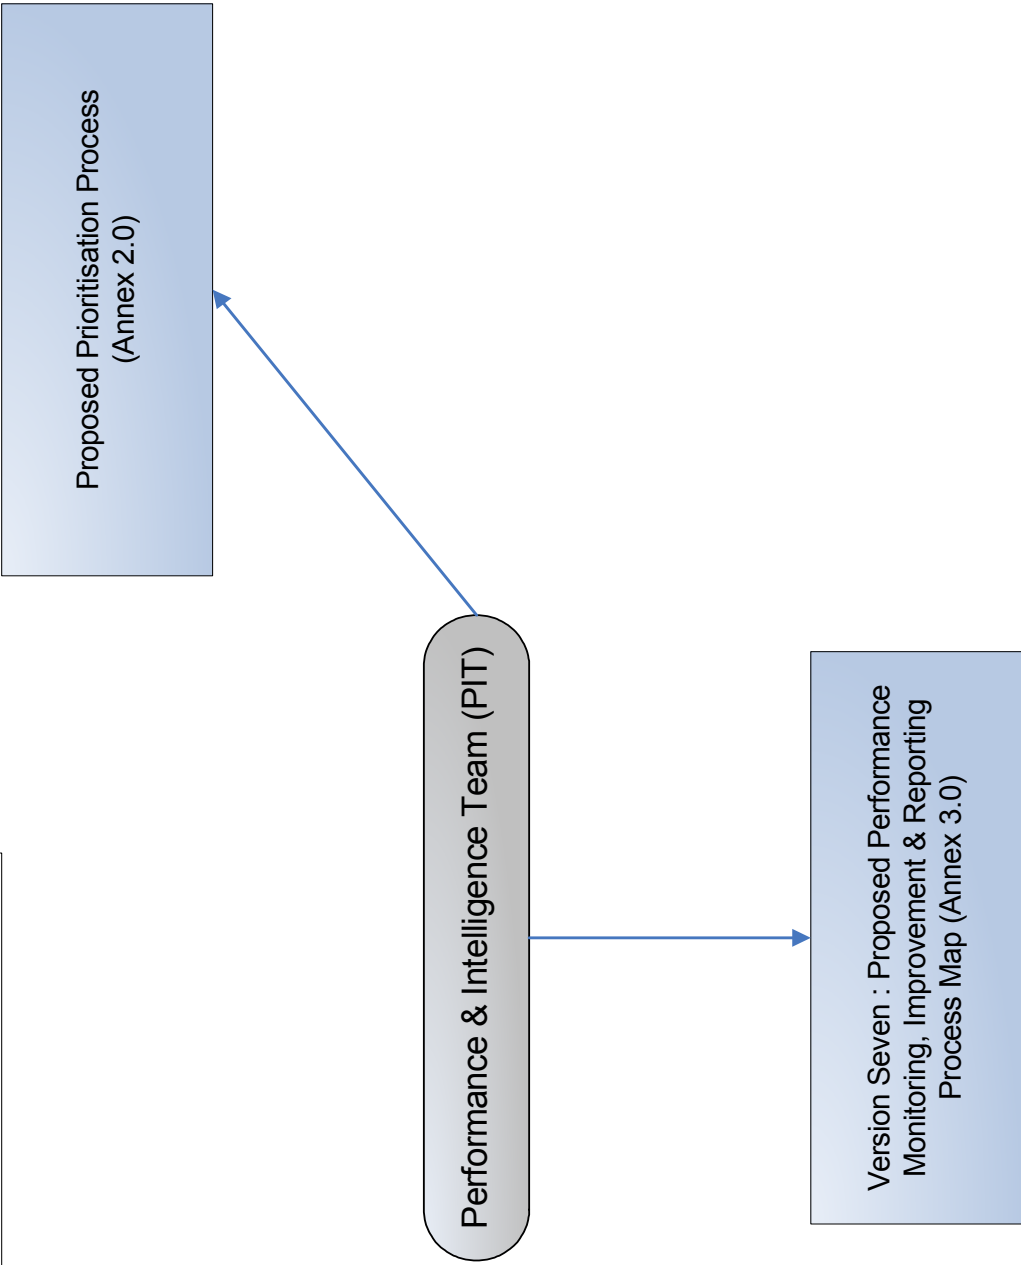 Proposed Prioritisation Process
(Annex 2.0)
Performance & Intelligence Team (PIT)
Version Seven : Proposed Performance
Monitoring, Improvement & Reporting
Process Map (Annex 3.0)